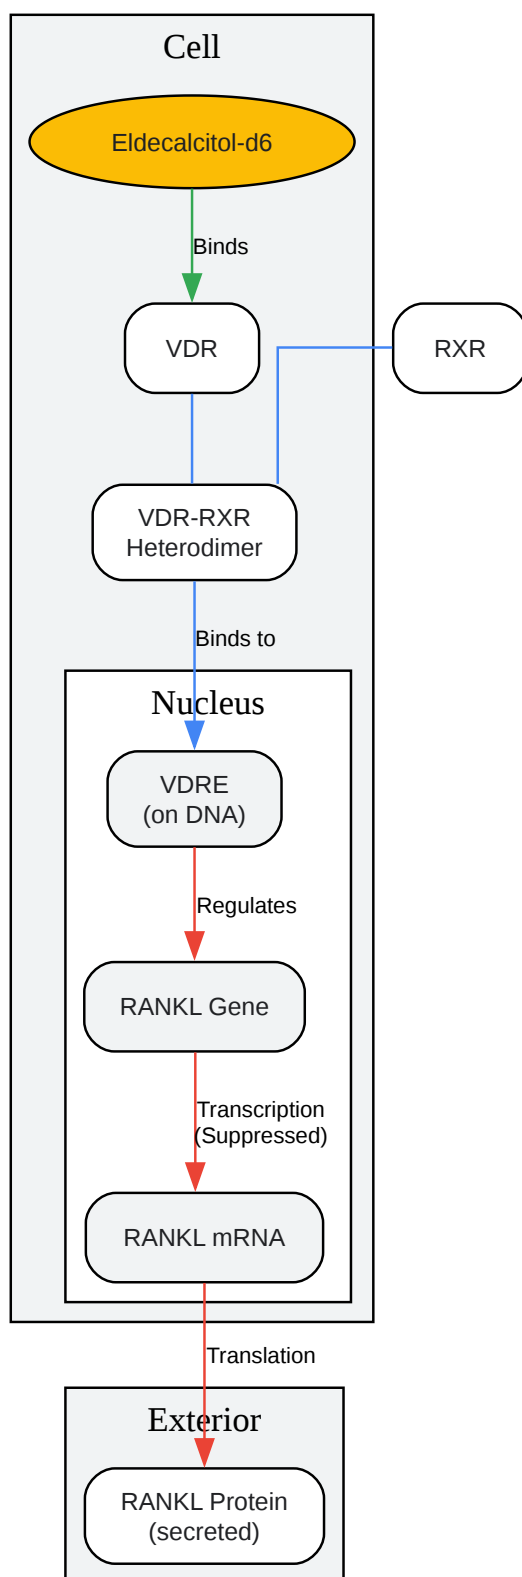 Cell
Eldecalcitol-d6
Binds
VDR
RXR
VDR-RXR
Heterodimer
Binds to
Nucleus
VDRE
(on DNA)
Regulates
RANKL Gene
Transcription
(Suppressed)
RANKL mRNA
Translation
Exterior
RANKL Protein
(secreted)